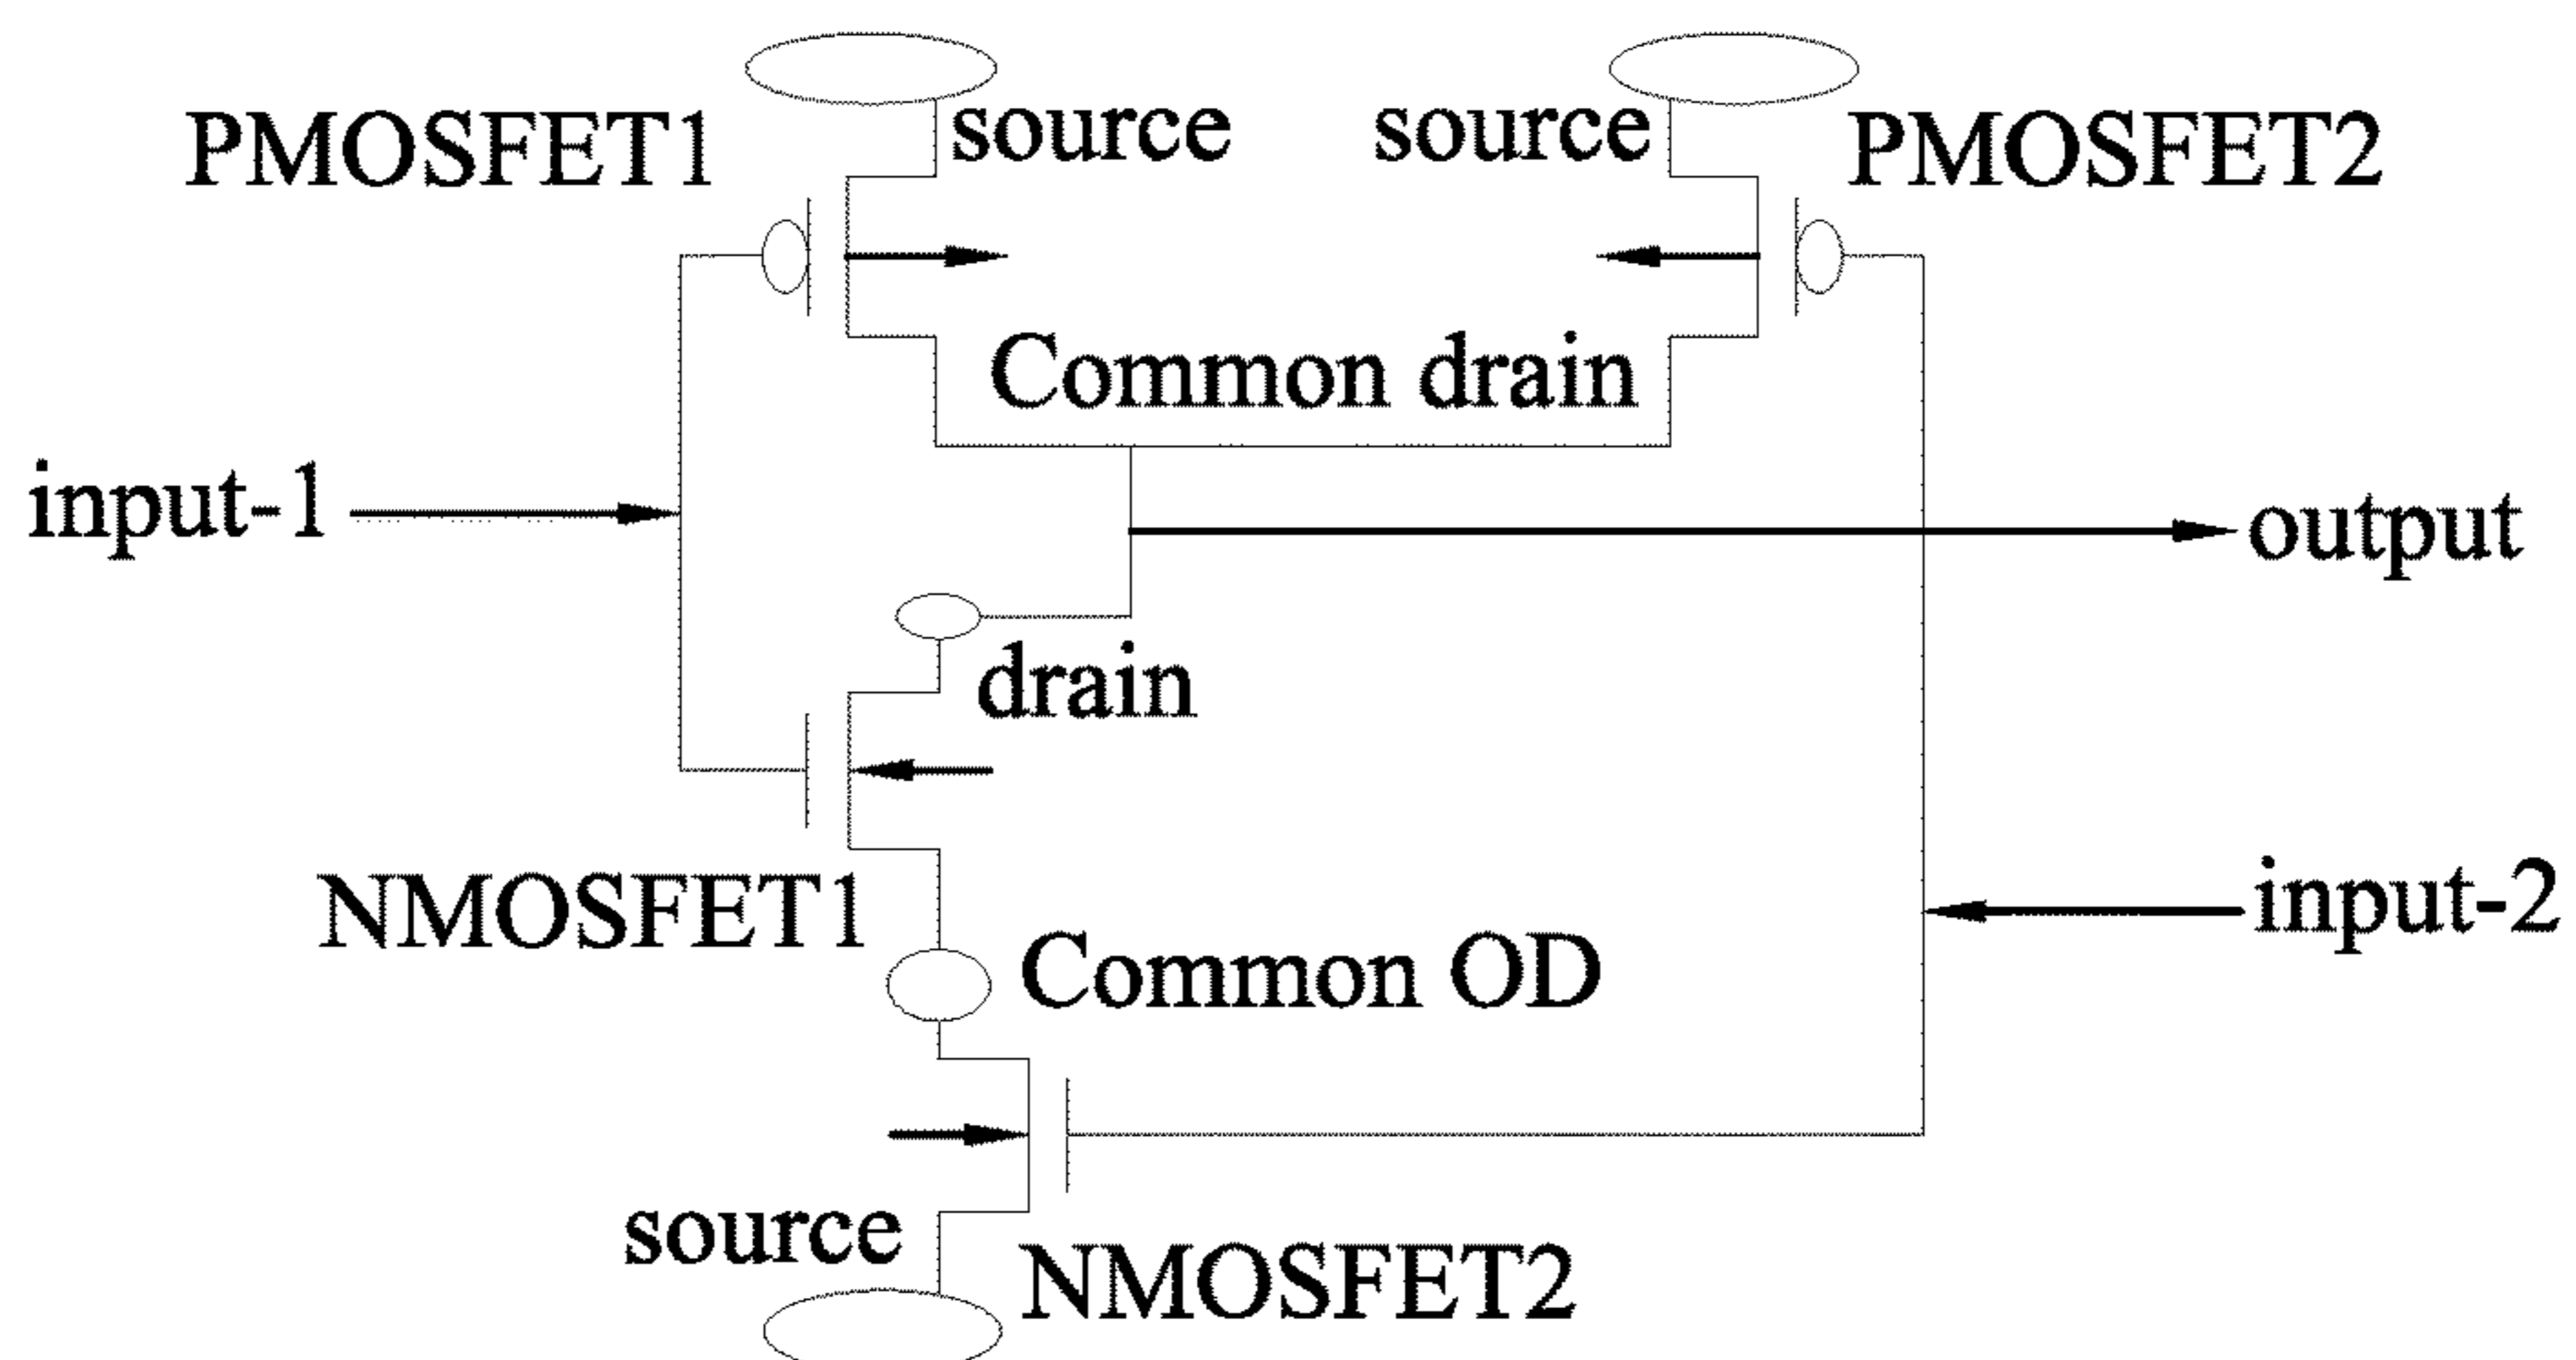 source
source
PMOSFET1
PMOSFET2
Common drain
input-1
output
drain
NMOSFET1
input-2
Common OD
source
NMOSFET2